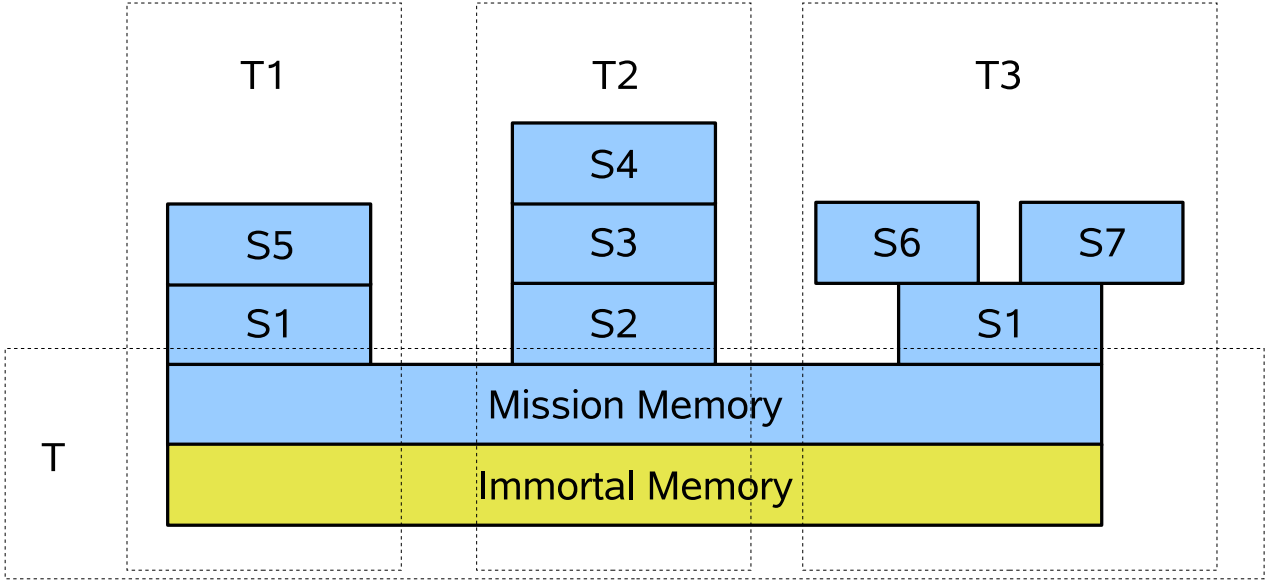 T1
T2
T3
S4
S5
S3
S6
S7
S1
S2
S1
Mission Memory
T
Immortal Memory